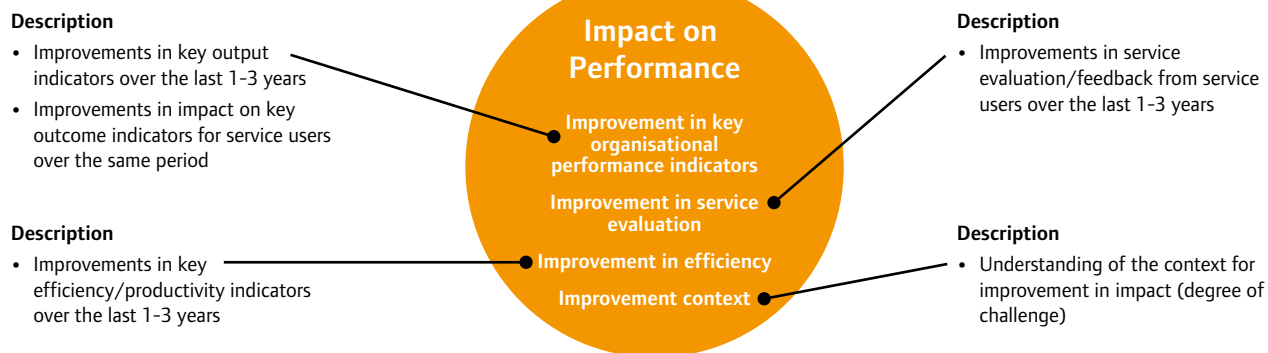 Description
• Improvements in key output
indicators over the last 1-3 years
• Improvements in impact on key
outcome indicators for service users
over the same period
Description
• Improvements in key
efficiency/productivity indicators
over the last 1-3 years
Impact on
Performance
Improvement in key
organisational
performance indicators
Improvement in service
evaluation
Improvement in efficiency
Improvement context
Description
• Improvements in service
evaluation/feedback from service
users over the last 1-3 years
Description
• Understanding of the context for
improvement in impact (degree of
challenge)